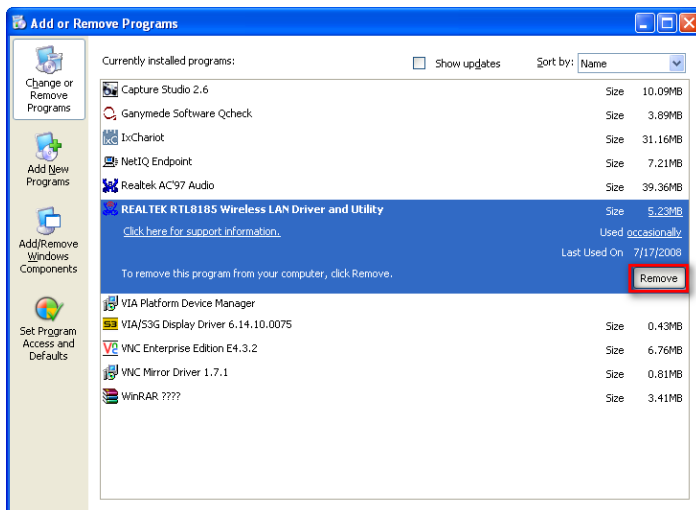 Add or Remove Programs
Change or
Remove
Programs
Add New
Programs
Add/Remove
Windows
Components
Set Program
Access and
Defaults
Currently installed programs:
Show updates
Sort by: Name
Capture Studio 2.6 Size 10.09MB
Ganymede Software Qcheck Size 3.89MB
IxChariot Size 31.16MB
NetIQ Endpoint Size 7.21MB
Realtek AC'97 Audio Size 39.36MB
REALTEK RTL8185 Wireless LAN Driver and Utility Size 5.23MB
Click here for support information. Used occasionally
Last Used On 7/17/2008
To remove this program from your computer, click Remove. Remove
VIA Platform Device Manager
VIA/S3G Display Driver 6.14.10.0075 Size 0.43MB
VNC Enterprise Edition E4.3.2 Size 6.76MB
VNC Mirror Driver 1.7.1 Size 0.81MB
WinRAR ???? Size 3.41MB